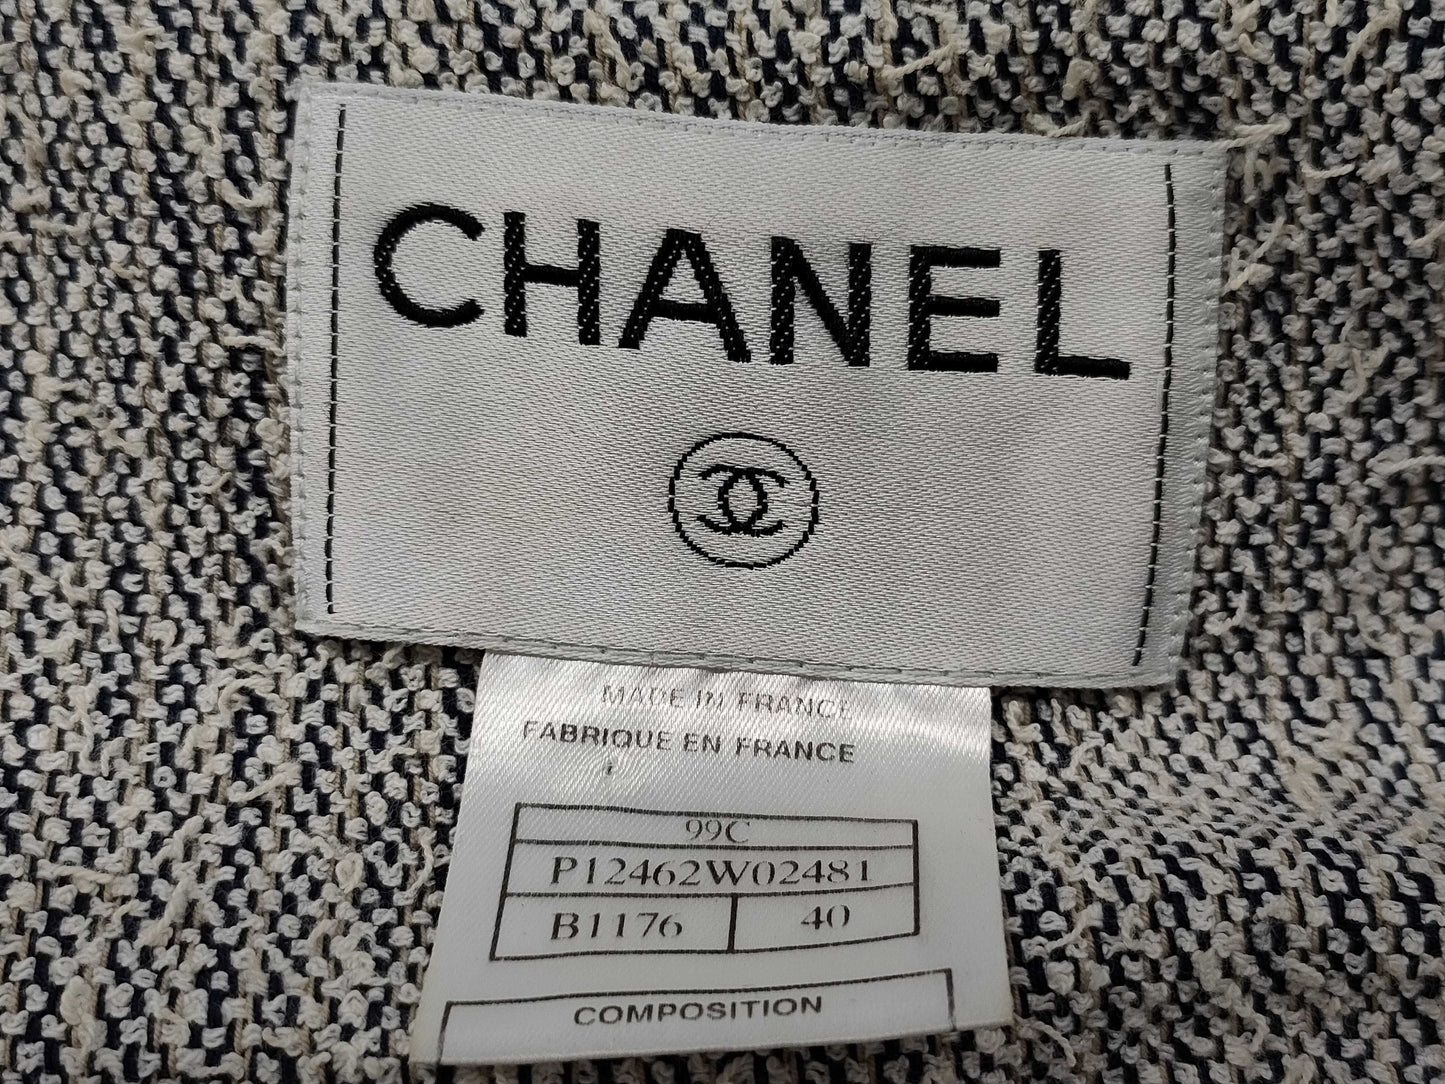 CHANEL
MADE IN FRANCE
FABRIQUE EN FRANCE
99C
P12462W02481
B1176 40
COMPOSITION